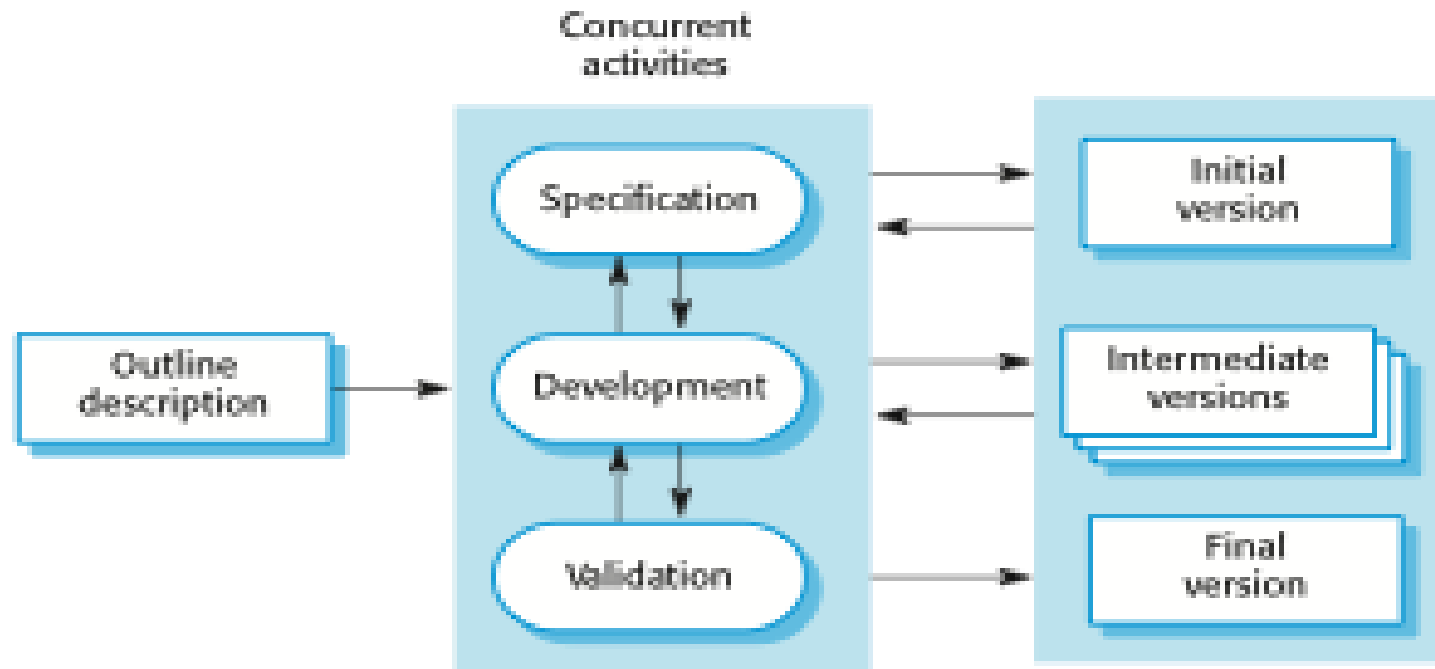 Concurrent
activities
Outline
description
Specification
Development
Validation
Initial
version
Intermediate
versions
Final
version